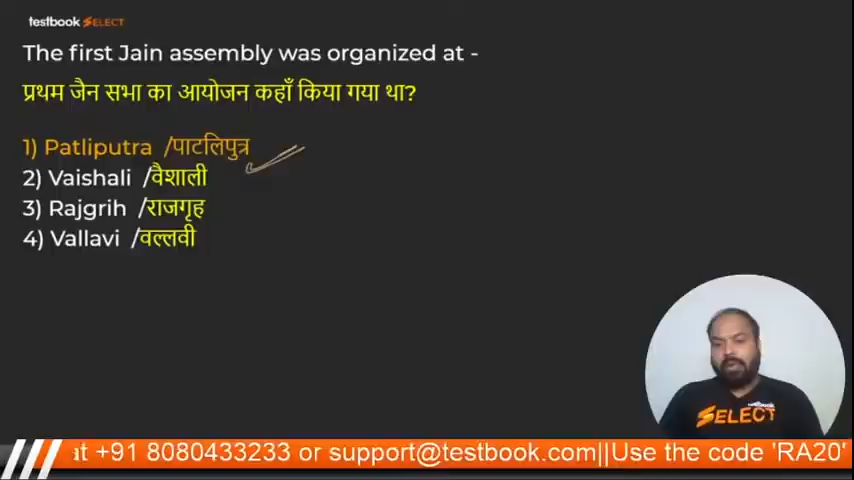 testbook SELECT
The first Jain assembly was organized at -
प्रथम जैन सभा का आयोजन कहाँ किया गया था?
1) Patliputra /पाटलिपुत्र
2) Vaishali /वैशाली
3) Rajgrih /राजगृह
4) Vallavi /वल्लवी
SELECT
at +91 8080433233 or support@testbook.com||Use the code 'RA20'